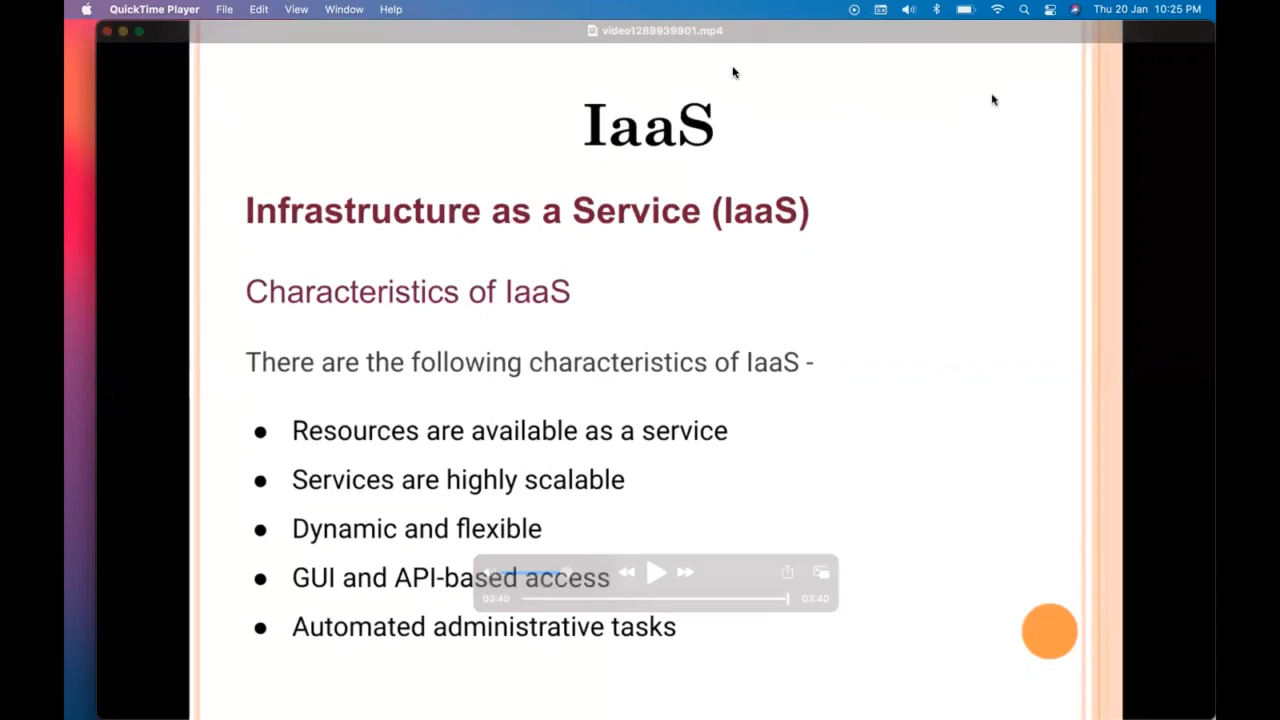 QuickTime Player File Edit View Window Help Thu 20 Jan 10:25 PM
video1289939901.mp4
IaaS
Infrastructure as a Service (IaaS)
Characteristics of IaaS
There are the following characteristics of IaaS -
● Resources are available as a service
● Services are highly scalable
● Dynamic and flexible
● GUI and API-based access
03:40 03:40
● Automated administrative tasks